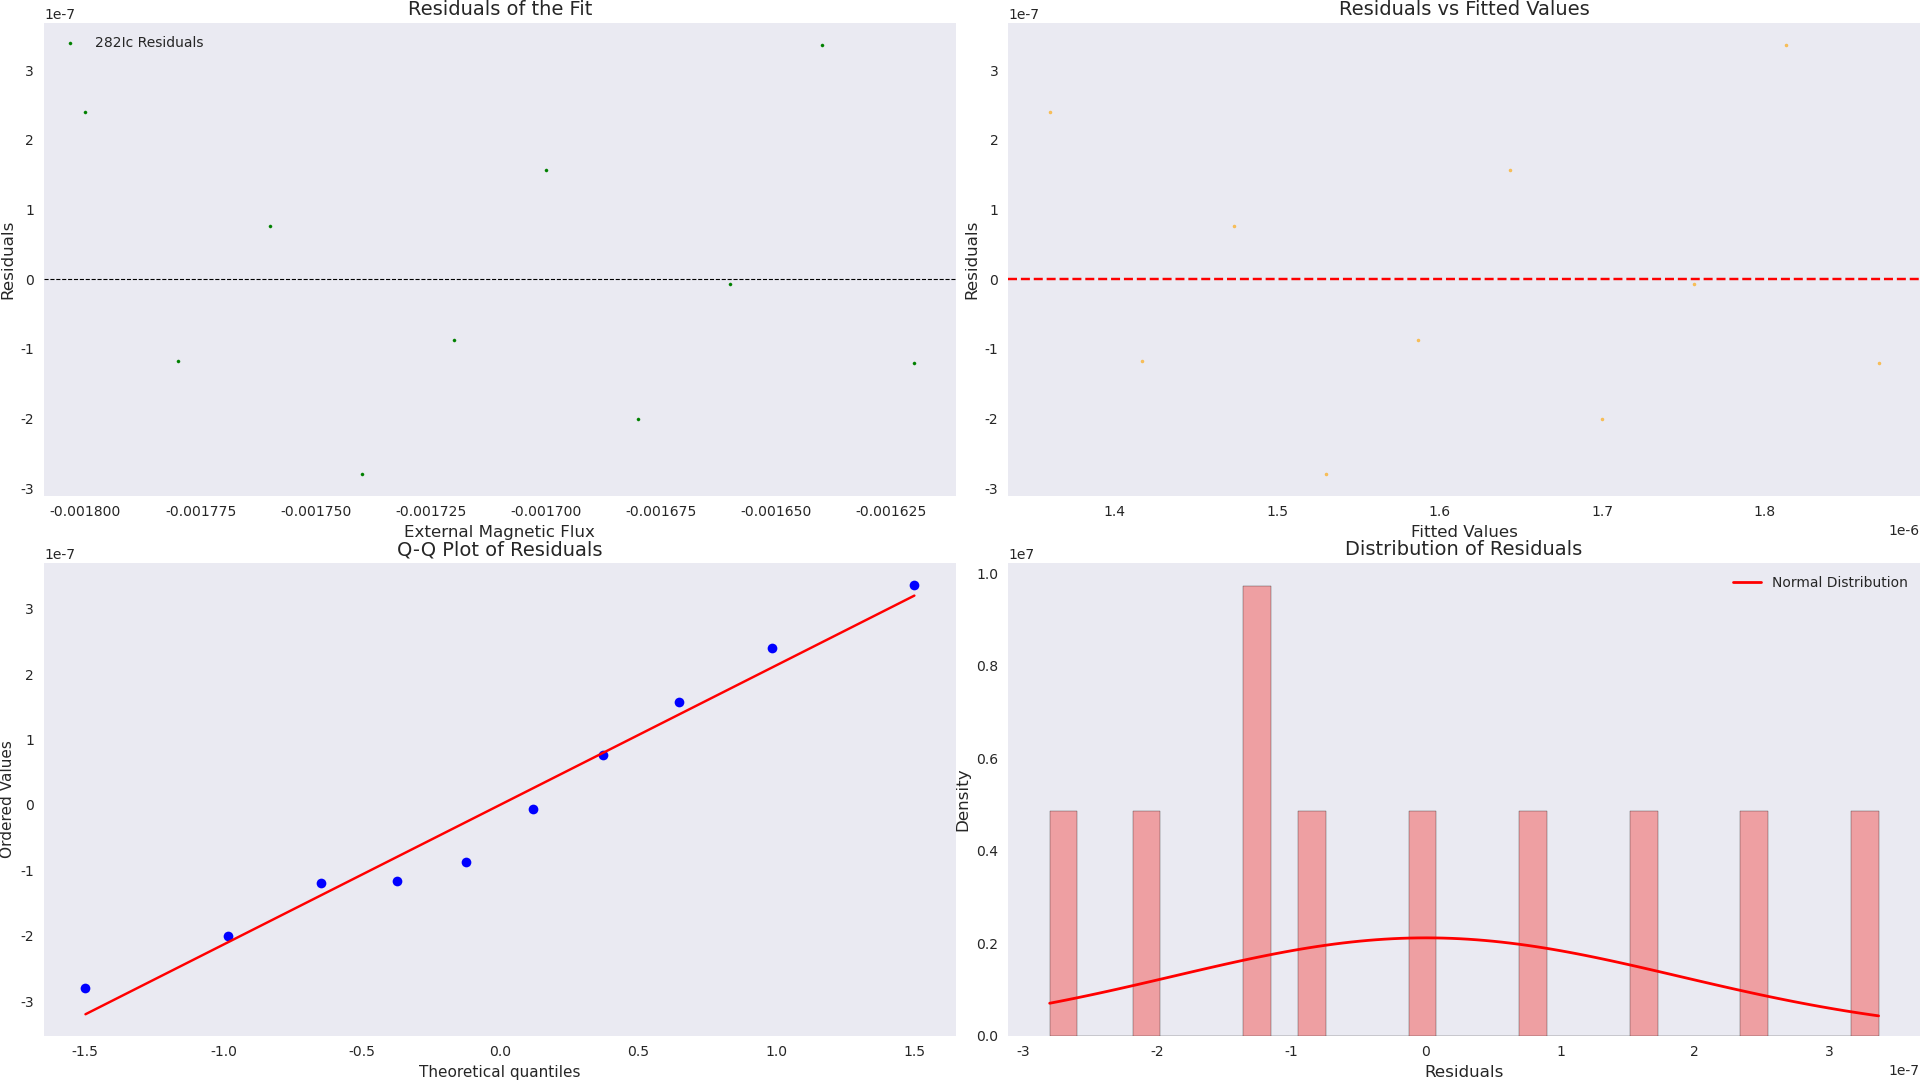 Residuals of the Fit
1e-7
282Ic Residuals
3
2
1
0
-1
-2
-3
Residuals
-0.001800 -0.001775 -0.001750 -0.001725 -0.001700 -0.001675 -0.001650 -0.001625
External Magnetic Flux
Residuals vs Fitted Values
1e-7
3
2
1
0
-1
-2
-3
Residuals
1.4 1.5 1.6 1.7 1.8
1e-6
Fitted Values
Q-Q Plot of Residuals
1e-7
3
2
1
0
-1
-2
-3
Ordered Values
-1.5 -1.0 -0.5 0.0 0.5 1.0 1.5
Theoretical quantiles
Distribution of Residuals
1e7
Normal Distribution
1.0
0.8
0.6
0.4
0.2
0.0
Density
-3 -2 -1 0 1 2 3
1e-7
Residuals